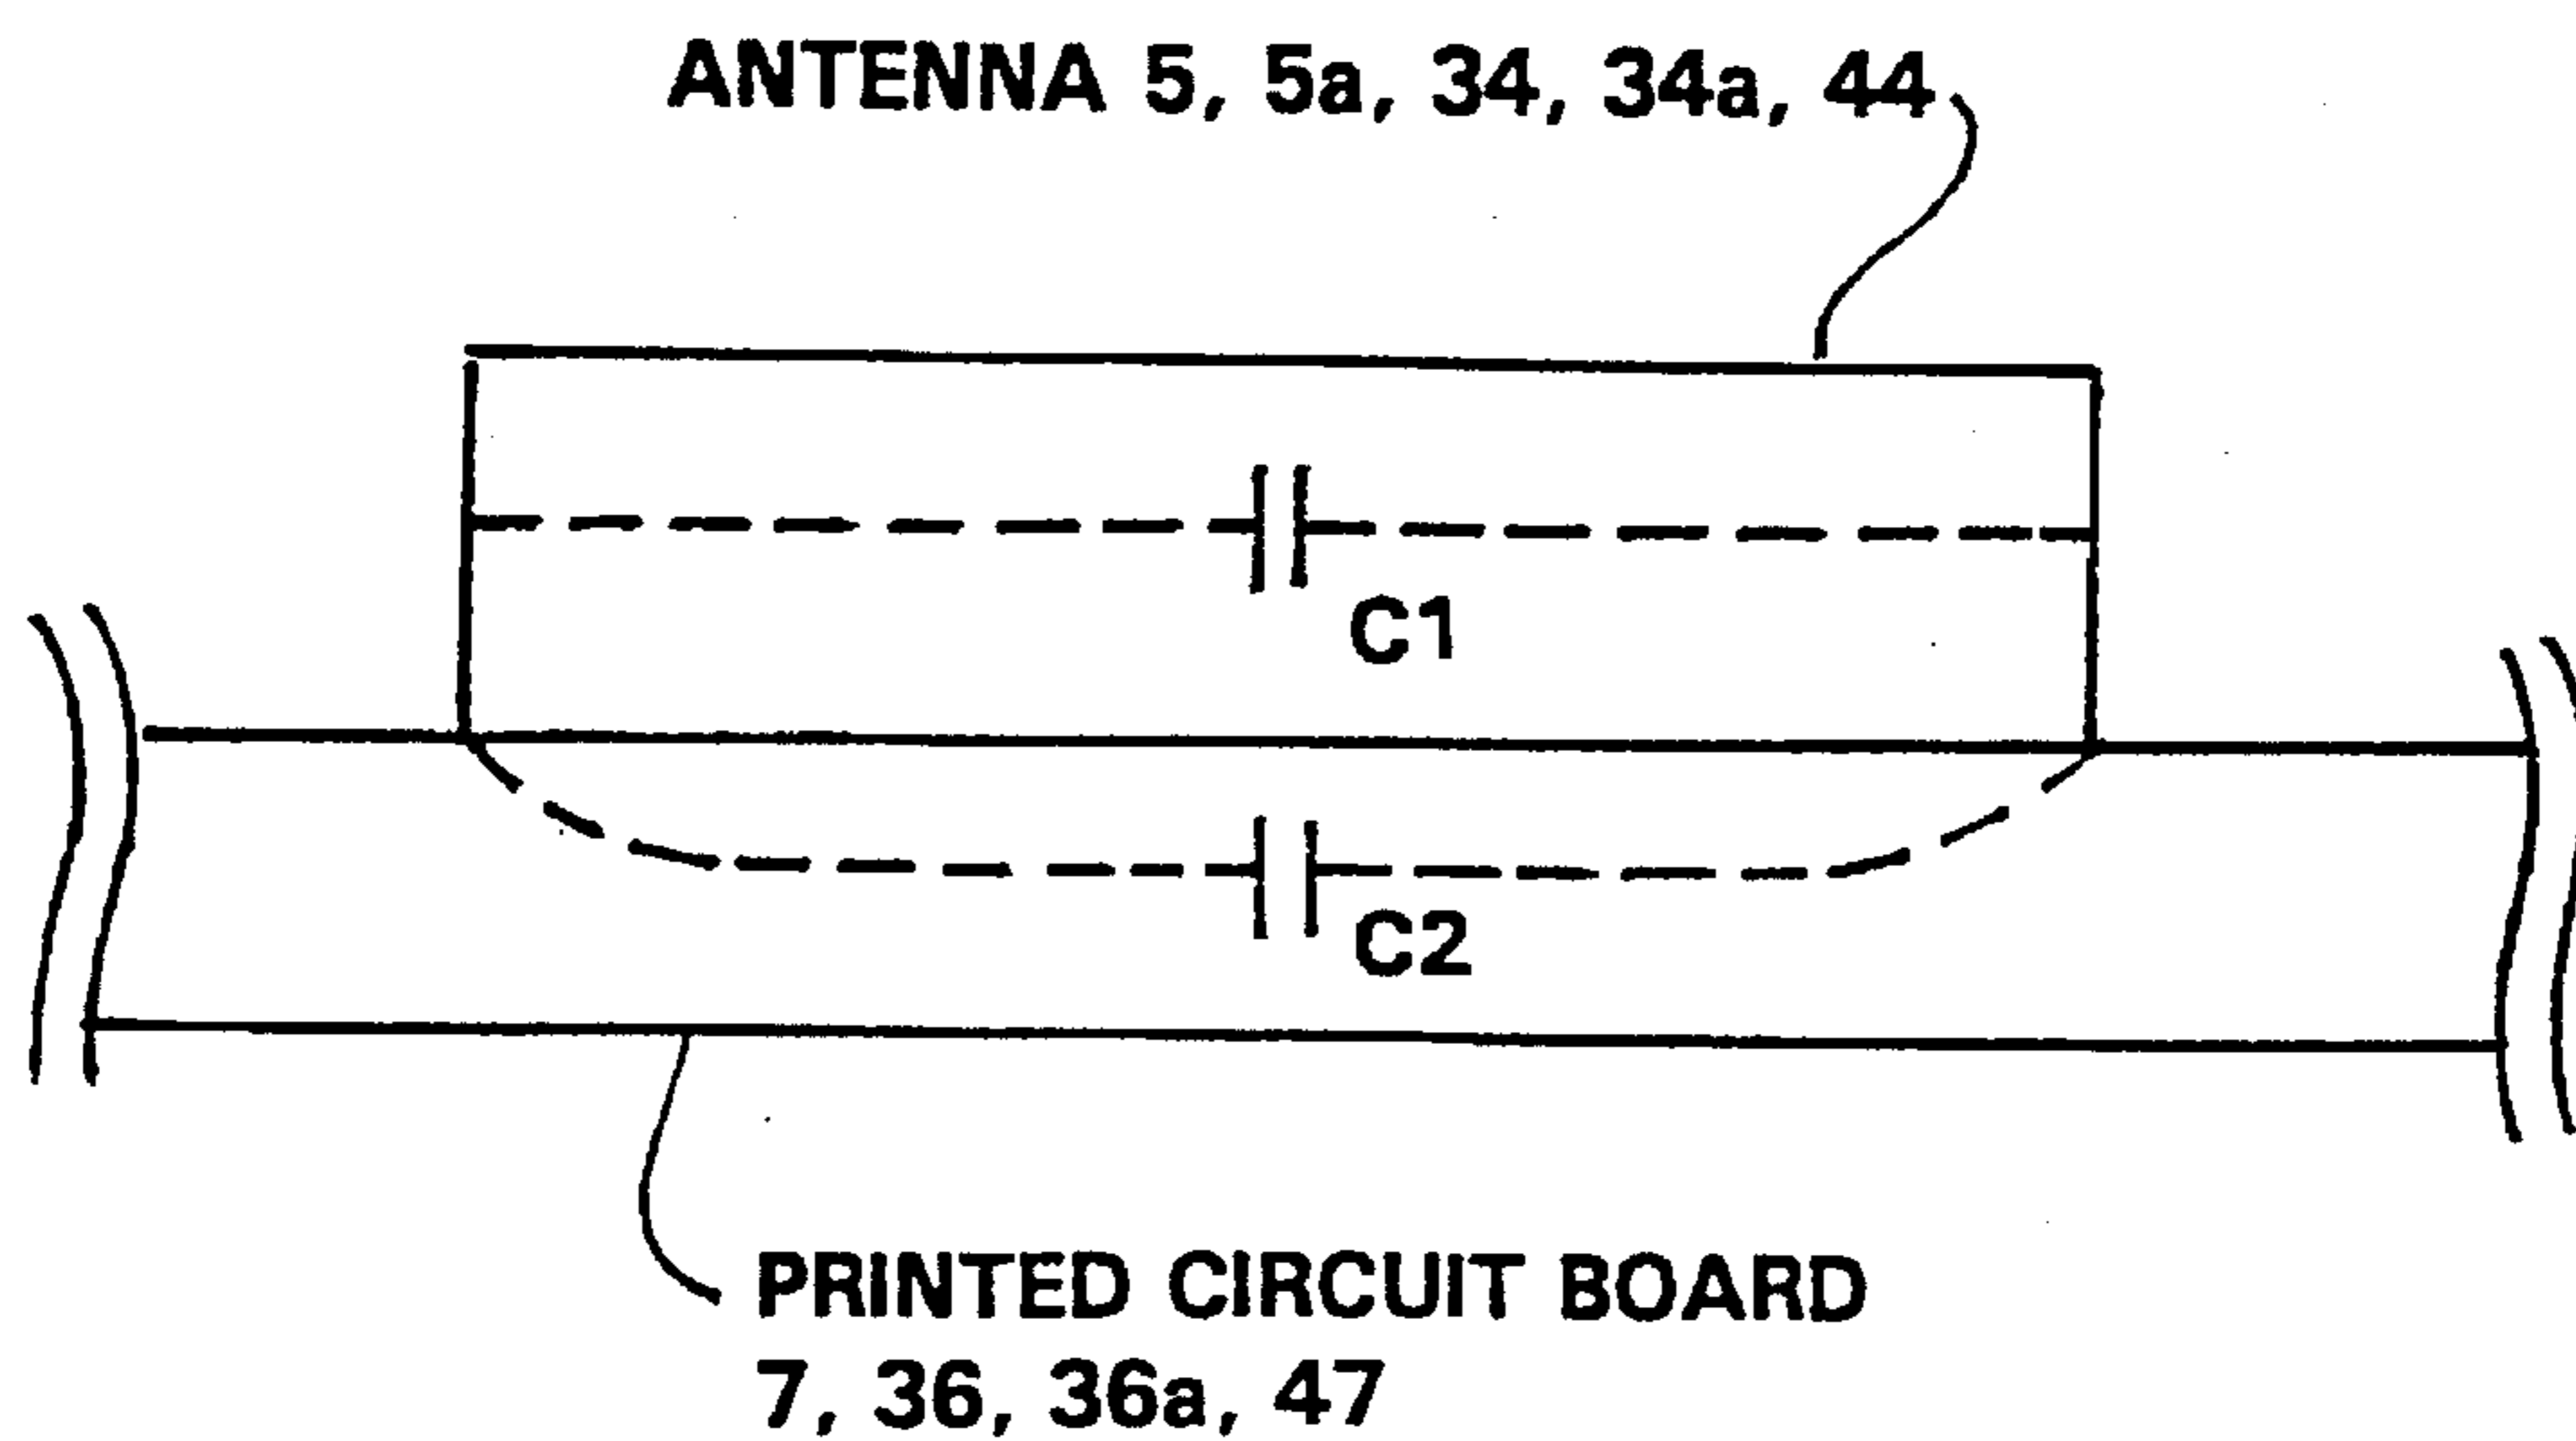 ANTENNA 5, 5a, 34, 34a, 44
C1
C2
PRINTED CIRCUIT BOARD
7, 36, 36a, 47